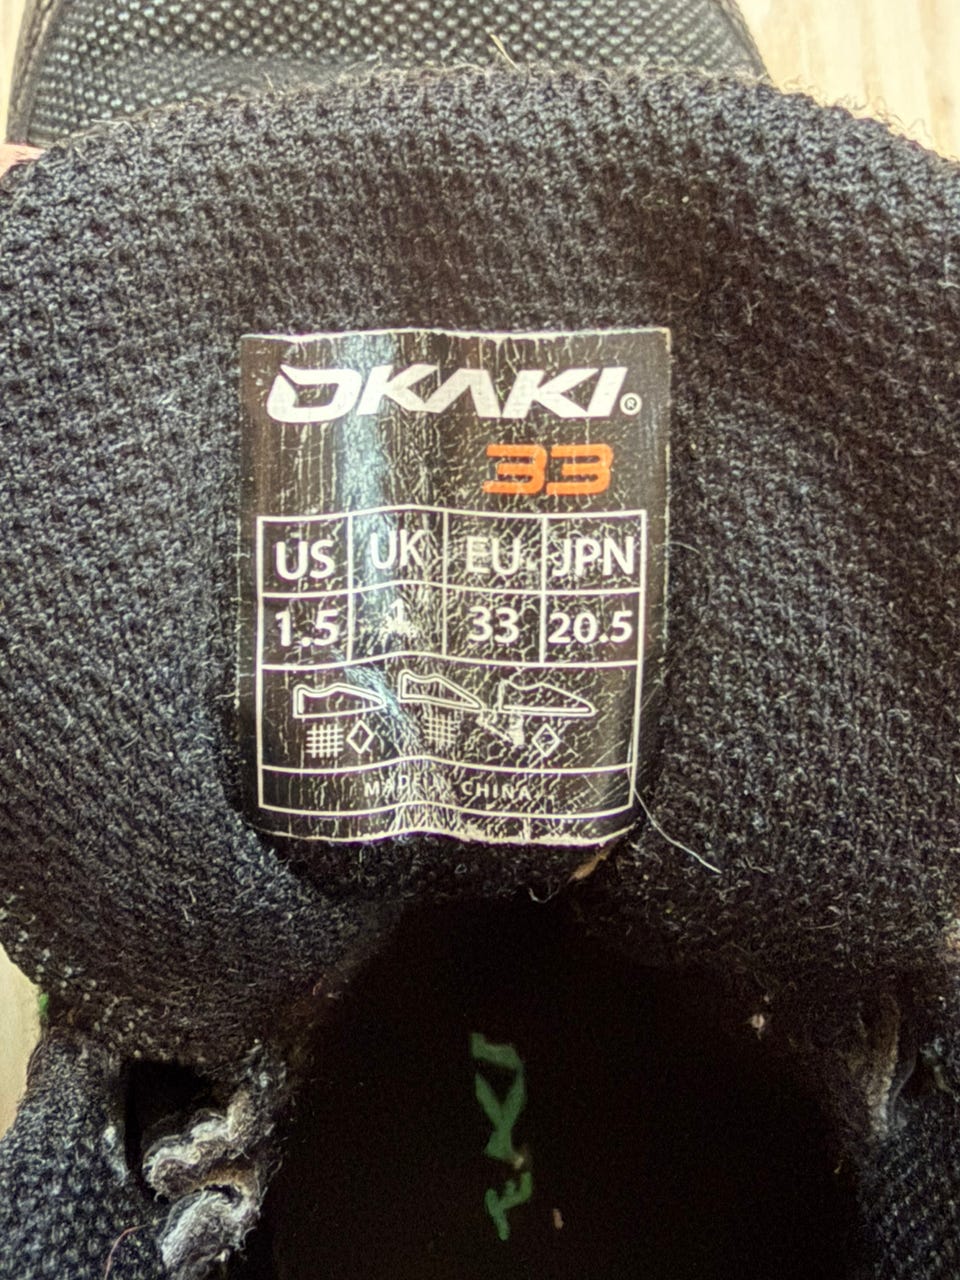 OKAKI®
33
US UK EU JPN
1.5 1 33 20.5
MADE IN CHINA